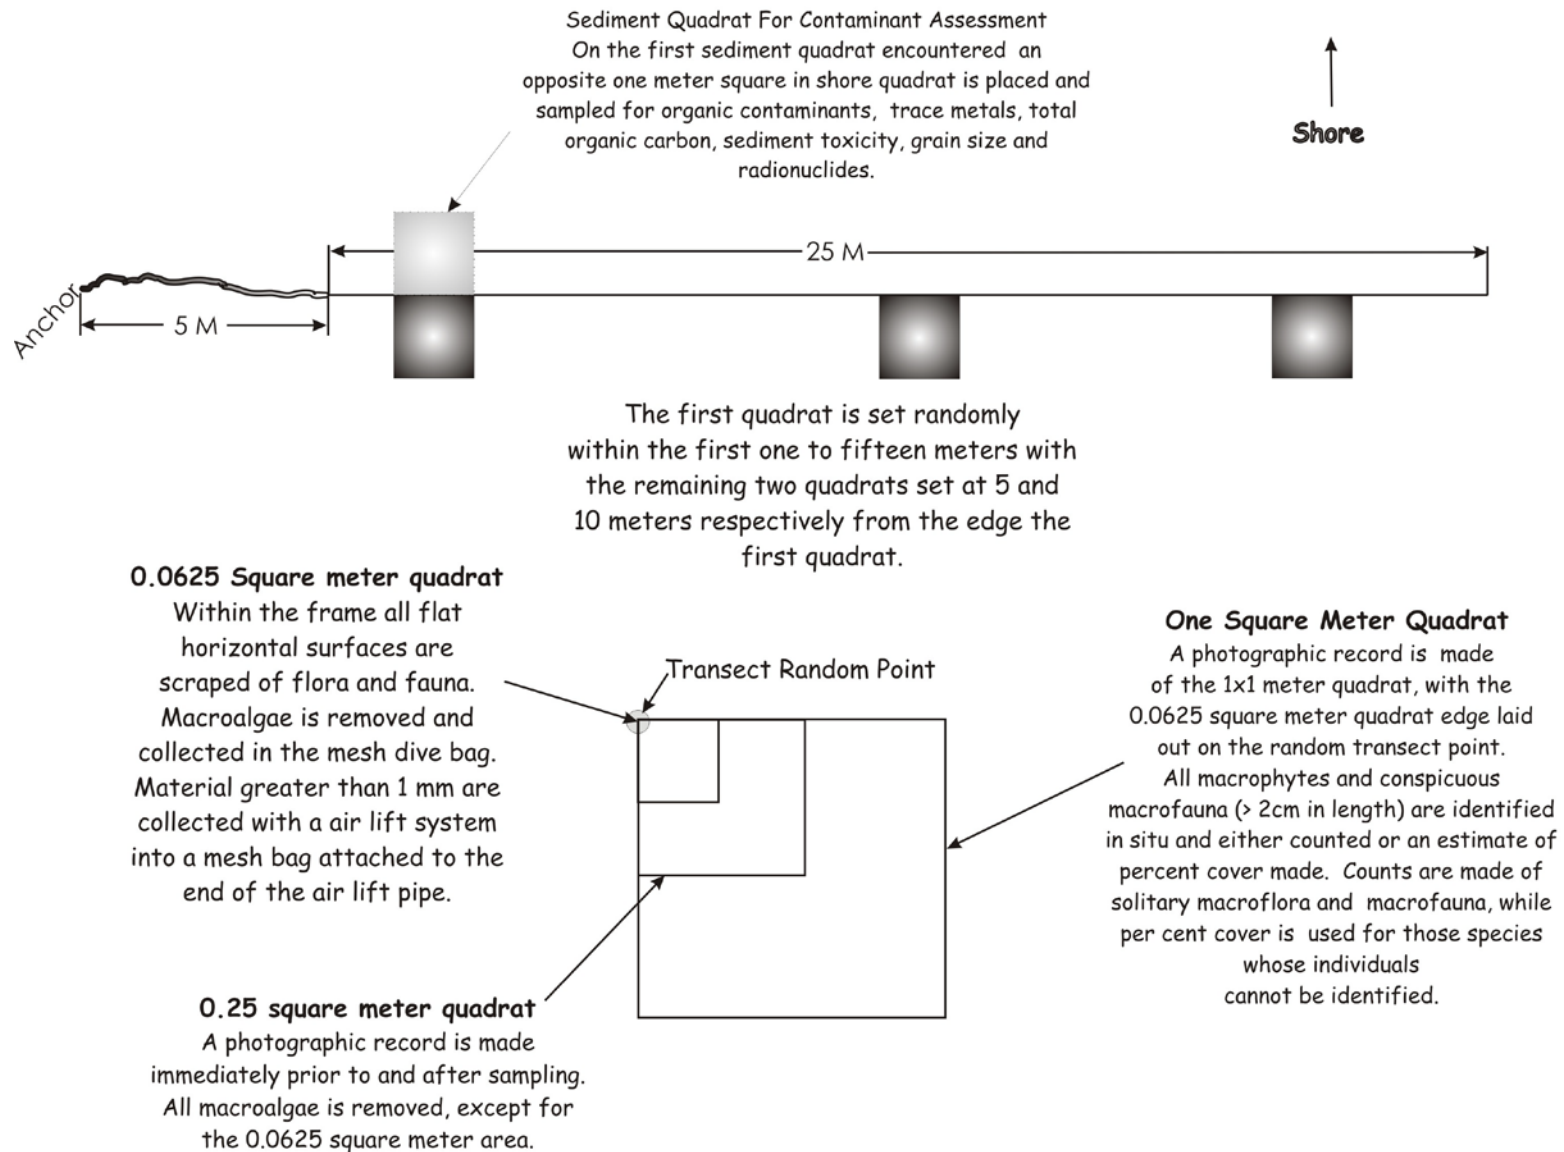 Sediment Quadrat For Contaminant Assessment
On the first sediment quadrat encountered an
opposite one meter square in shore quadrat is placed and
sampled for organic contaminants, trace metals, total
organic carbon, sediment toxicity, grain size and
radionuclides.
Shore
25 M
Anchor
5 M
The first quadrat is set randomly
within the first one to fifteen meters with
the remaining two quadrats set at 5 and
10 meters respectively from the edge the
first quadrat.
0.0625 Square meter quadrat
Within the frame all flat
horizontal surfaces are
scraped of flora and fauna.
Macroalgae is removed and
collected in the mesh dive bag.
Material greater than 1 mm are
collected with a air lift system
into a mesh bag attached to the
end of the air lift pipe.
Transect Random Point
One Square Meter Quadrat
A photographic record is made
of the 1x1 meter quadrat, with the
0.0625 square meter quadrat edge laid
out on the random transect point.
All macrophytes and conspicuous
macrofauna (> 2cm in length) are identified
in situ and either counted or an estimate of
percent cover made. Counts are made of
solitary macroflora and macrofauna, while
per cent cover is used for those species
whose individuals
cannot be identified.
0.25 square meter quadrat
A photographic record is made
immediately prior to and after sampling.
All macroalgae is removed, except for
the 0.0625 square meter area.